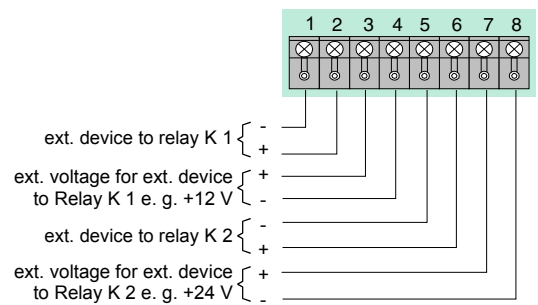 1 2 3 4 5 6 7 8
ext. device to relay K 1 -
+
ext. voltage for ext. device +
to Relay K 1 e. g. +12 V -
ext. device to relay K 2 -
+
ext. voltage for ext. device +
to Relay K 2 e. g. +24 V -